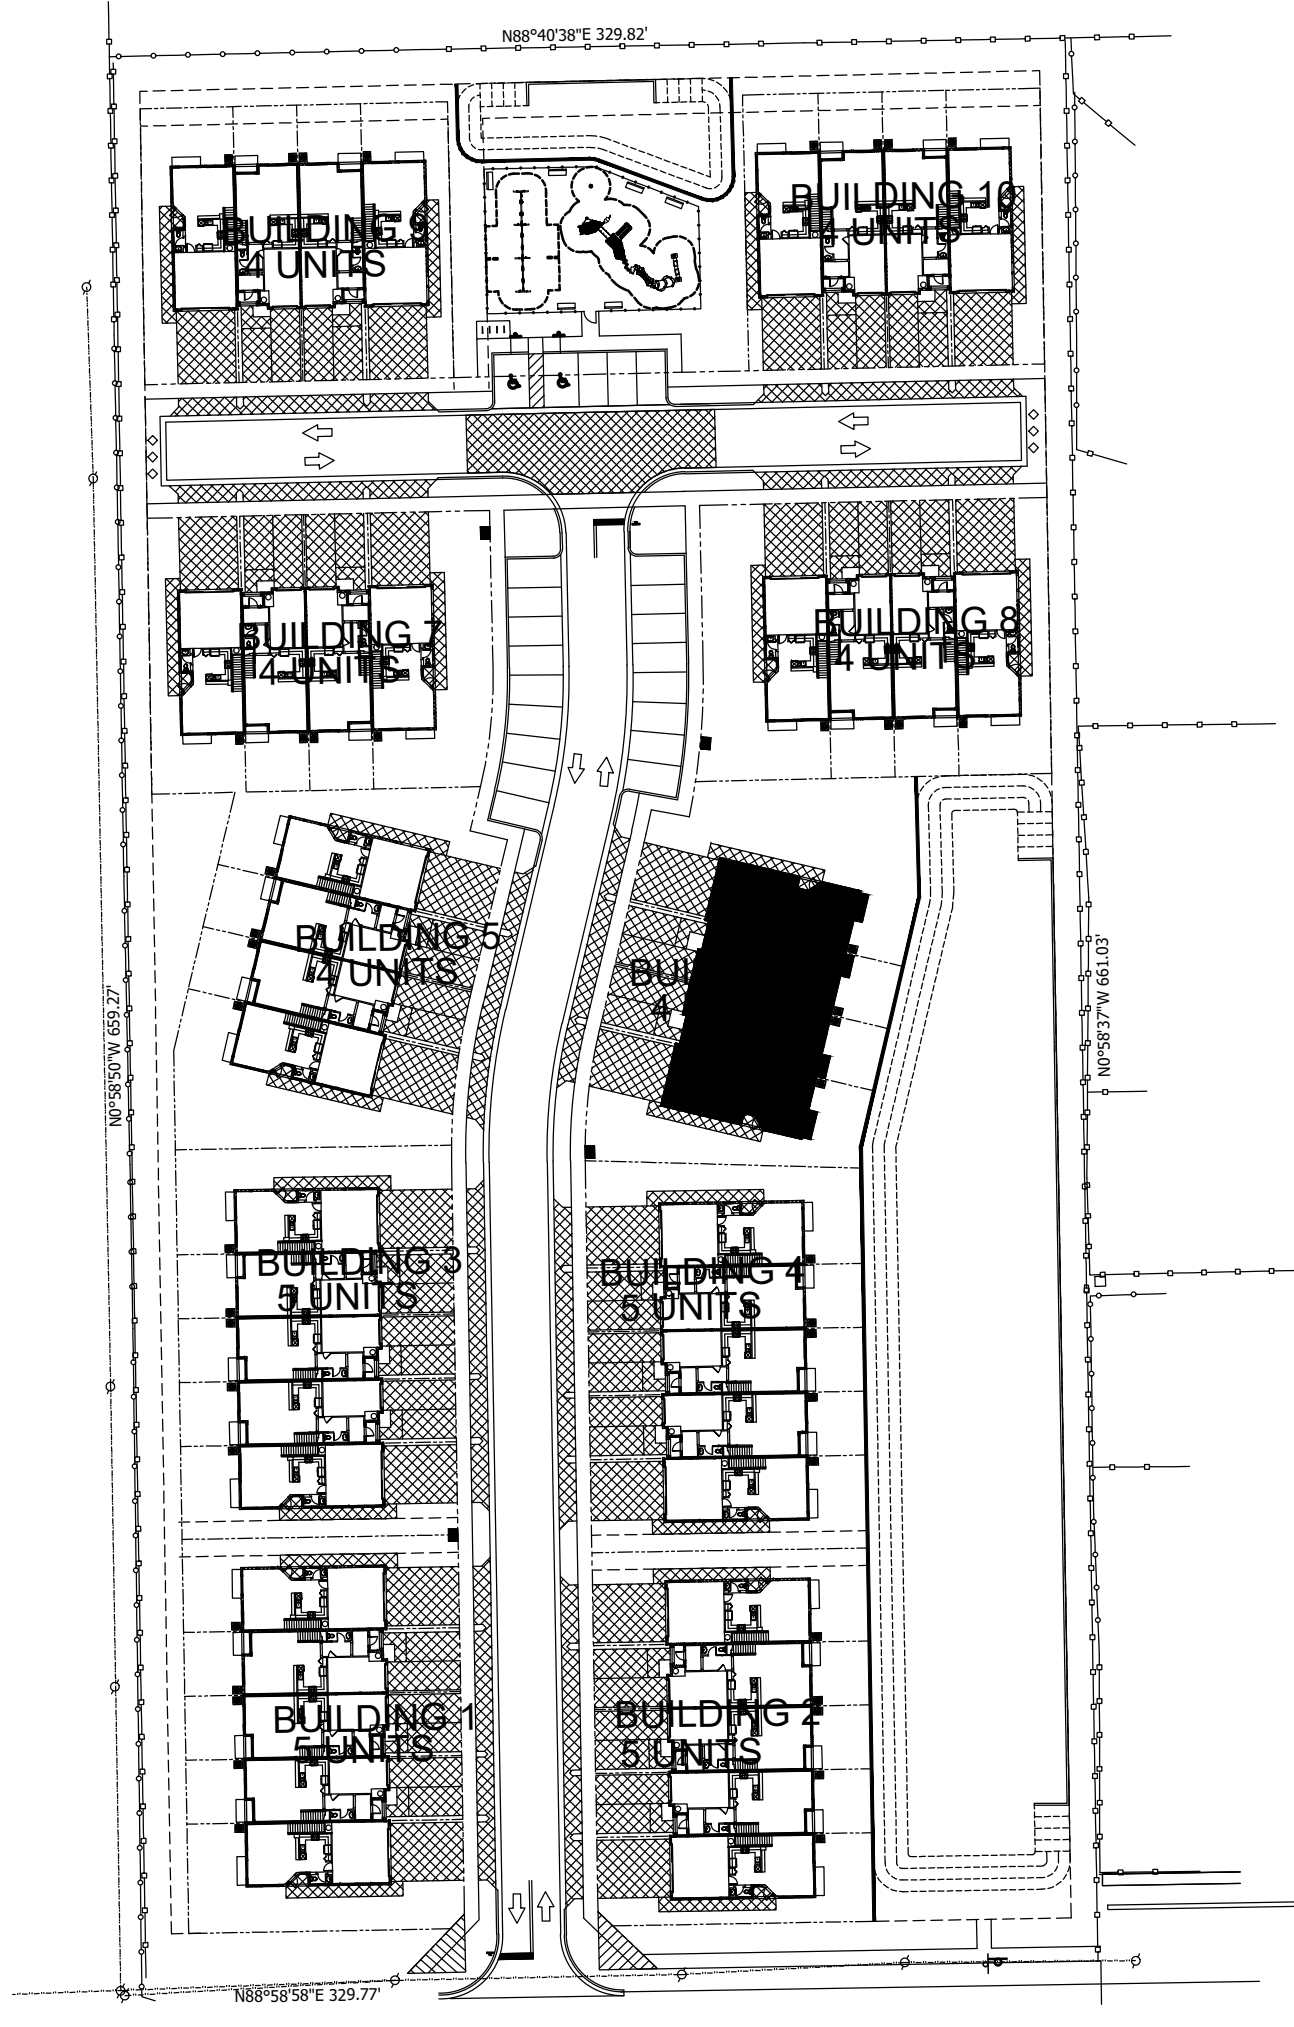 N88°40'38"E 329.82'
BUILDING 9
4 UNITS
BUILDING 10
4 UNITS
BUILDING 7
4 UNITS
BUILDING 8
4 UNITS
BUILDING 5
4 UNITS
4
N0°58'50"W 659.27'
N0°58'37"W 661.03'
BUILDING 3
5 UNITS
BUILDING 4
5 UNITS
BUILDING 1
5 UNITS
BUILDING 2
5 UNITS
N88°58'58"E 329.77'